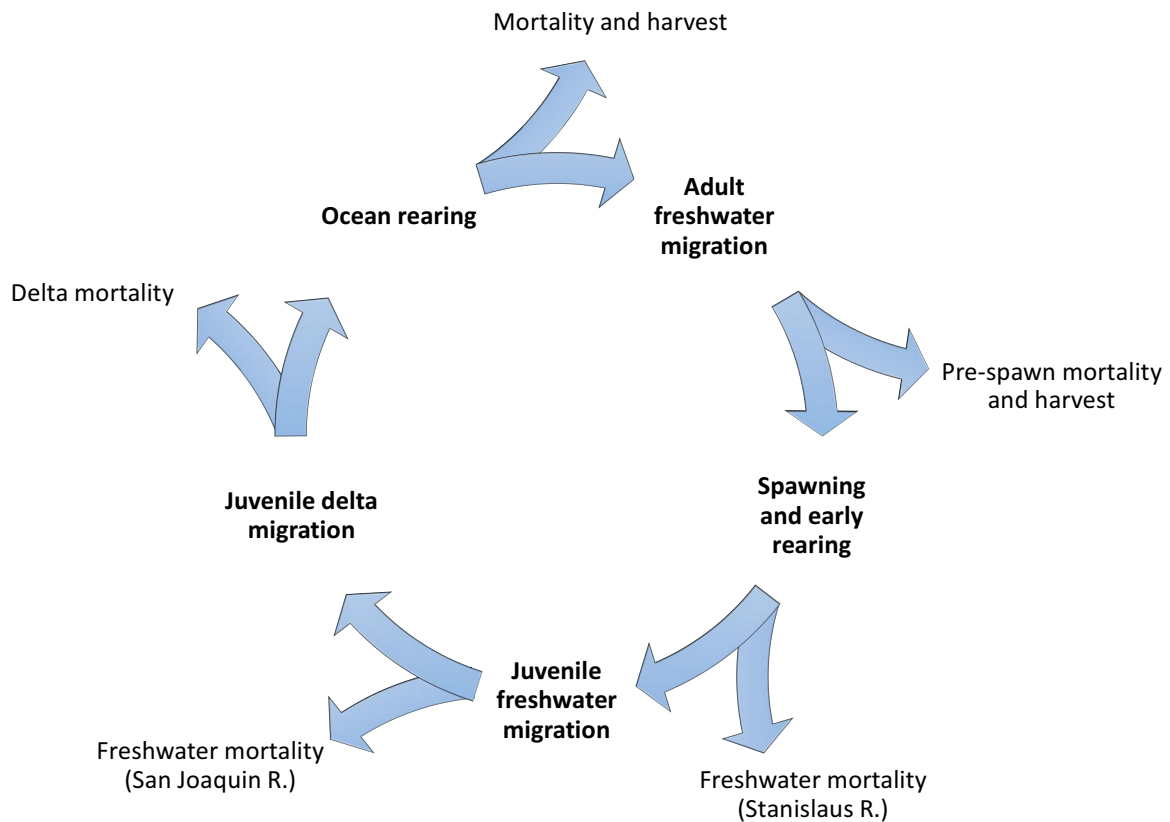 Mortality and harvest
Ocean rearing
Adult
freshwater
migration
Delta mortality
Pre-spawn mortality
and harvest
Juvenile delta
migration
Spawning
and early
rearing
Juvenile
freshwater
migration
Freshwater mortality
(San Joaquin R.)
Freshwater mortality
(Stanislaus R.)